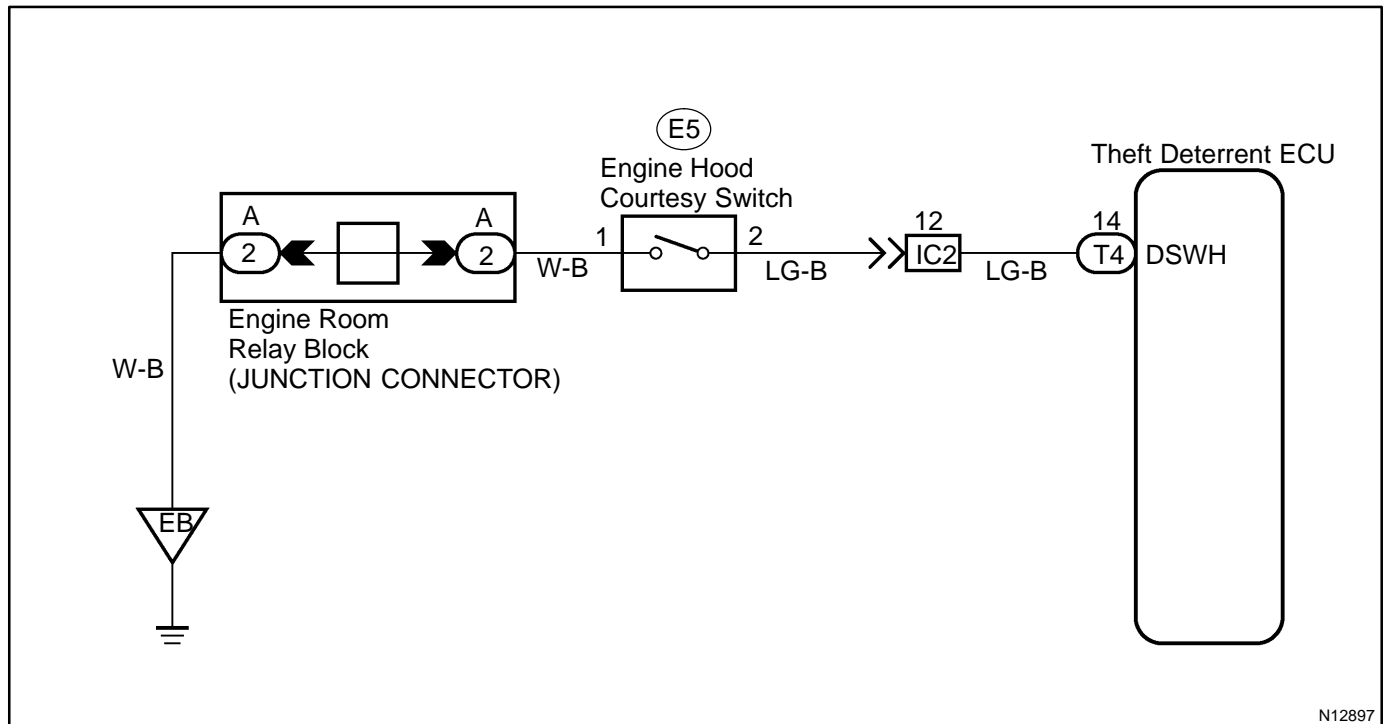 E5
Engine Hood
Courtesy Switch
Theft Deterrent ECU
A
A
2
2
W-B
1
2
LG-B
12
IC2
LG-B
14
T4
DSWH
Engine Room
Relay Block
(JUNCTION CONNECTOR)
W-B
EB
N12897